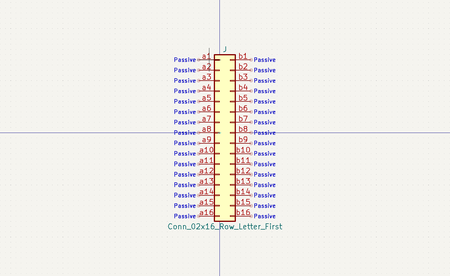 J
Passive a1 b1 Passive
Passive a2 b2 Passive
Passive a3 b3 Passive
Passive a4 b4 Passive
Passive a5 b5 Passive
Passive a6 b6 Passive
Passive a7 b7 Passive
Passive a8 b8 Passive
Passive a9 b9 Passive
Passive a10 b10 Passive
Passive a11 b11 Passive
Passive a12 b12 Passive
Passive a13 b13 Passive
Passive a14 b14 Passive
Passive a15 b15 Passive
Passive a16 b16 Passive
Conn_02x16_Row_Letter_First